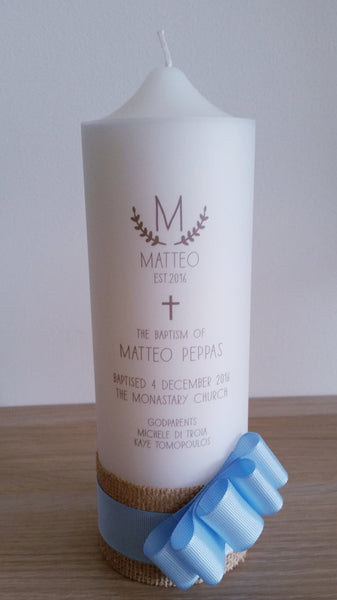 M
MATTEO
EST.2016
THE BAPTISM OF
MATTEO PEPPAS
BAPTISED 4 DECEMBER 2016
THE MONASTARY CHURCH
GODPARENTS
MICHELE DI TROIA
KAYE TOMOPOULOS